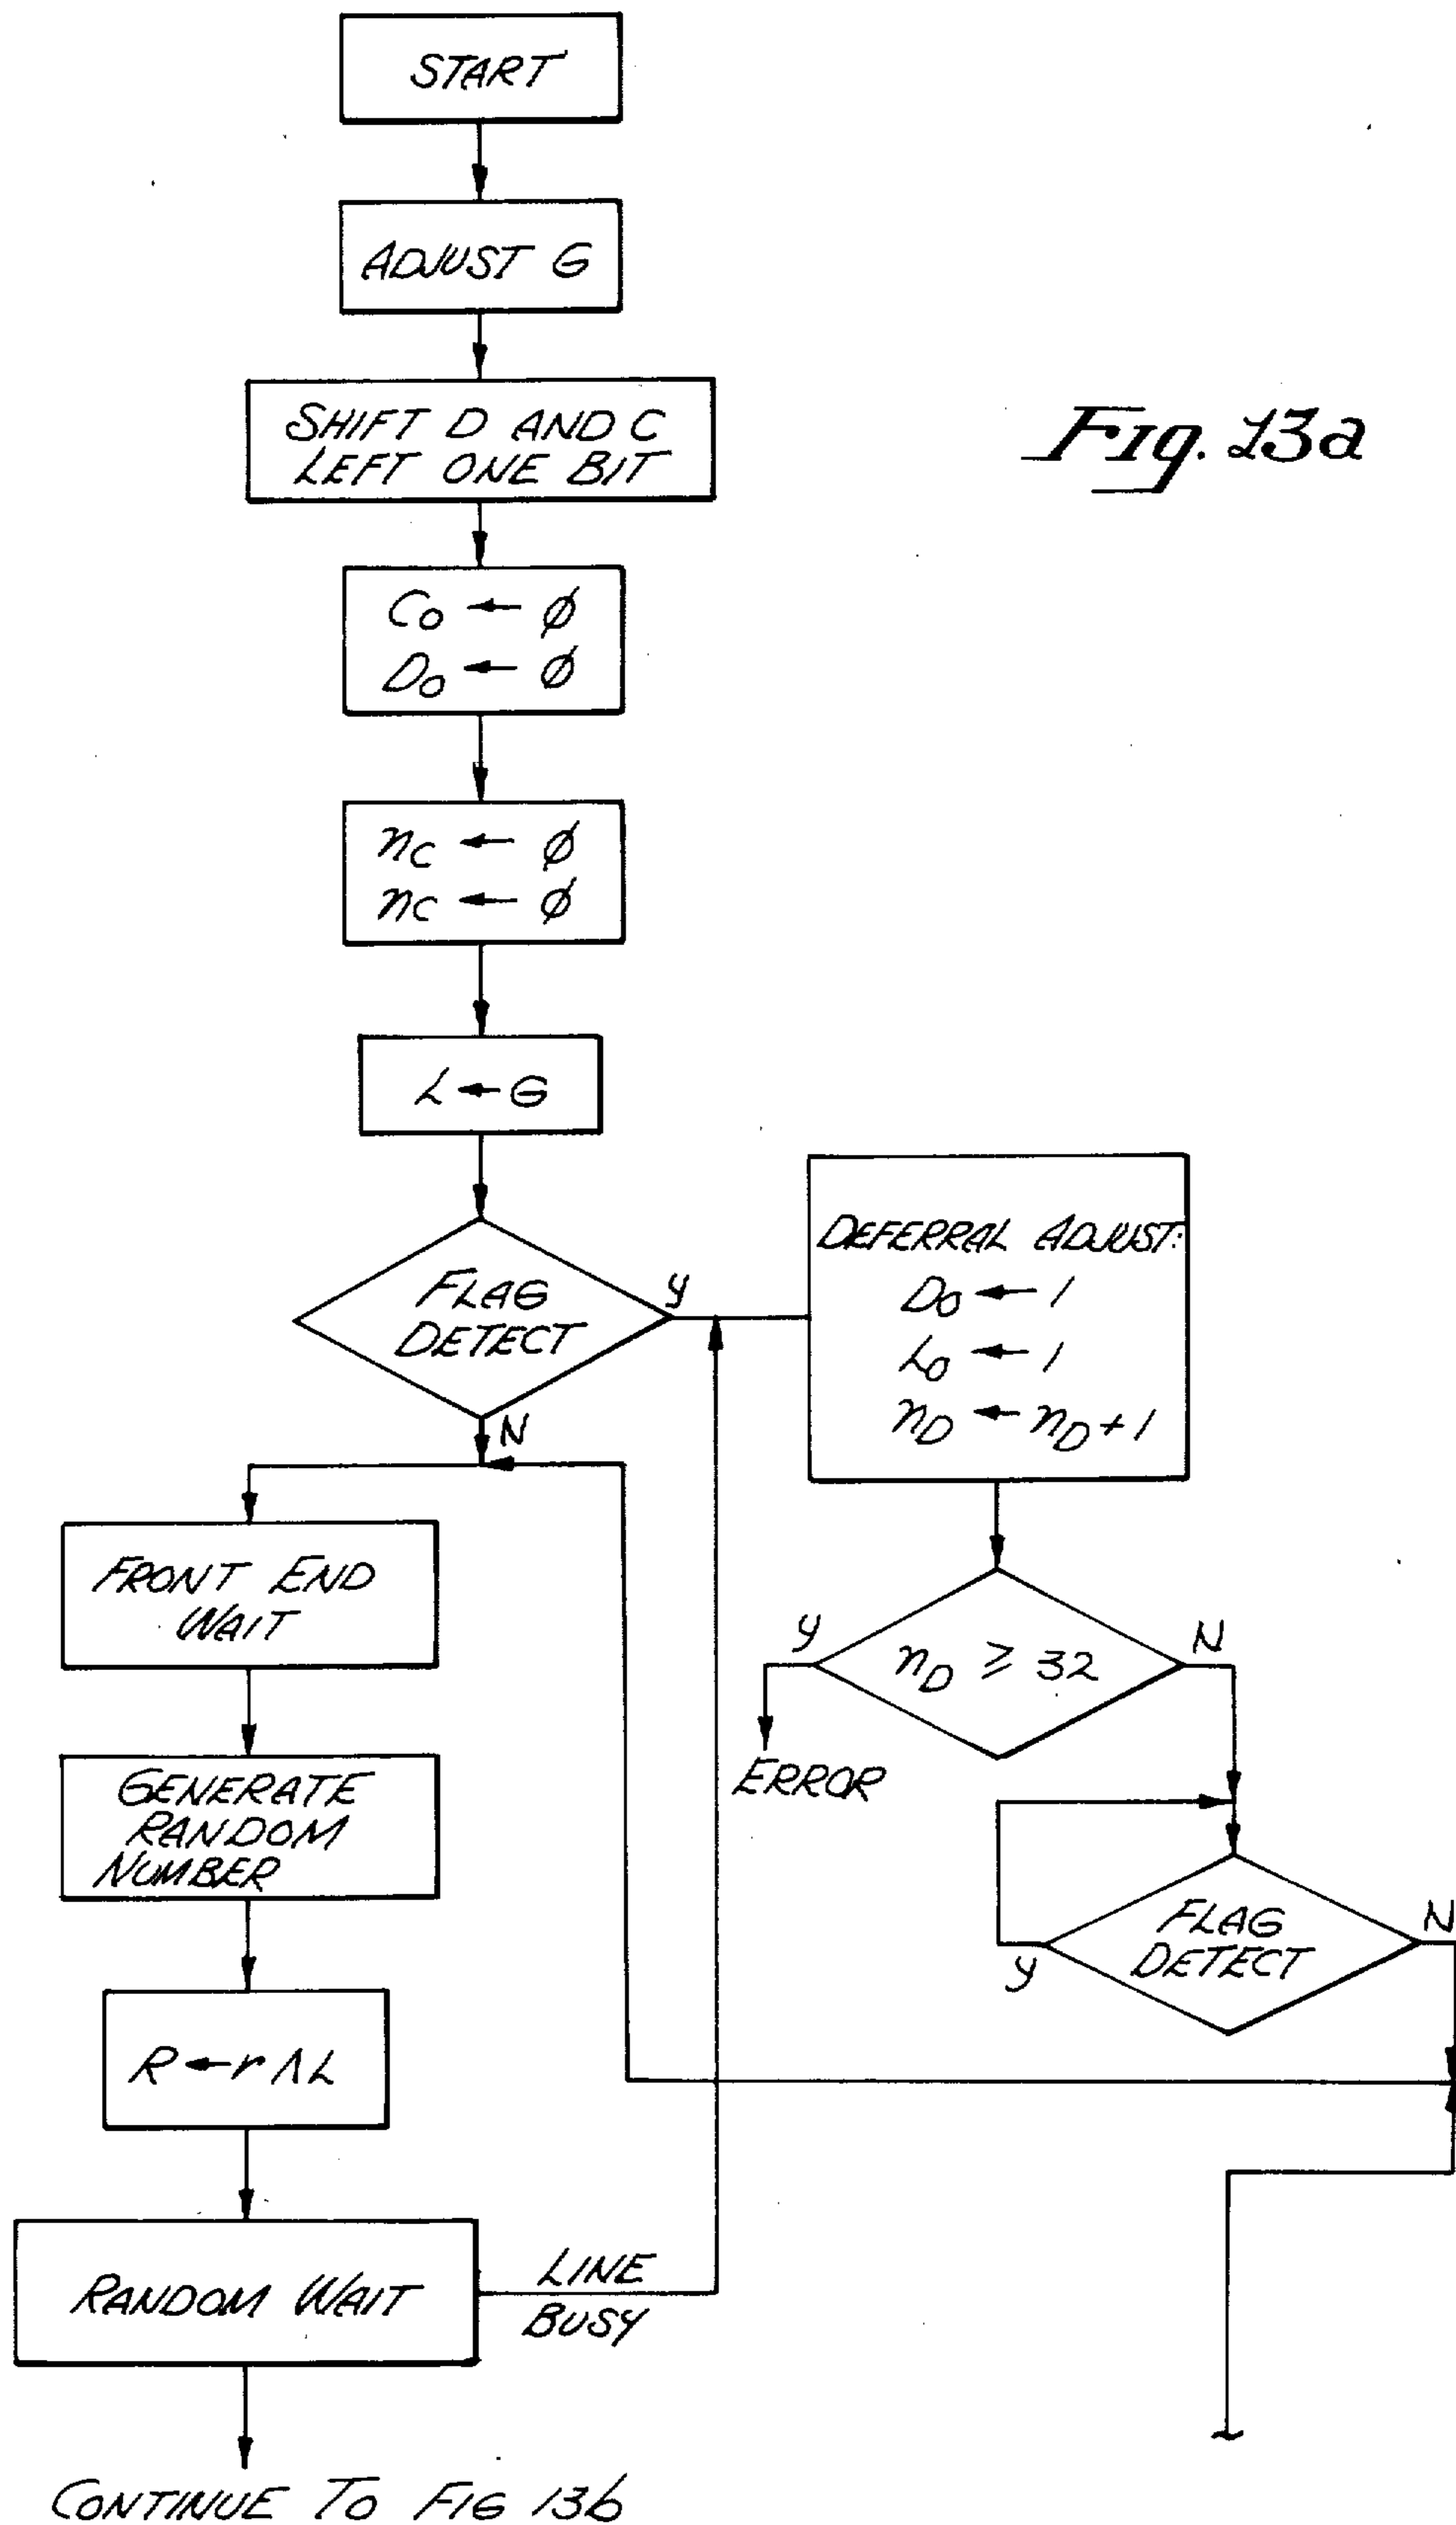 START
ADJUST G
SHIFT D AND C
LEFT ONE BIT
Fig. 13a
C0 ← ϕ
D0 ← ϕ
nC ← ϕ
nC ← ϕ
L ← G
FLAG
DETECT
Y
N
DEFERRAL ADJUST:
D0 ← 1
L0 ← 1
nD ← nD + 1
FRONT END
WAIT
Y
nD ≥ 32
N
ERROR
GENERATE
RANDOM
NUMBER
FLAG
DETECT
Y
N
R ← r Λ L
RANDOM WAIT
LINE
BUSY
CONTINUE TO FIG 13b